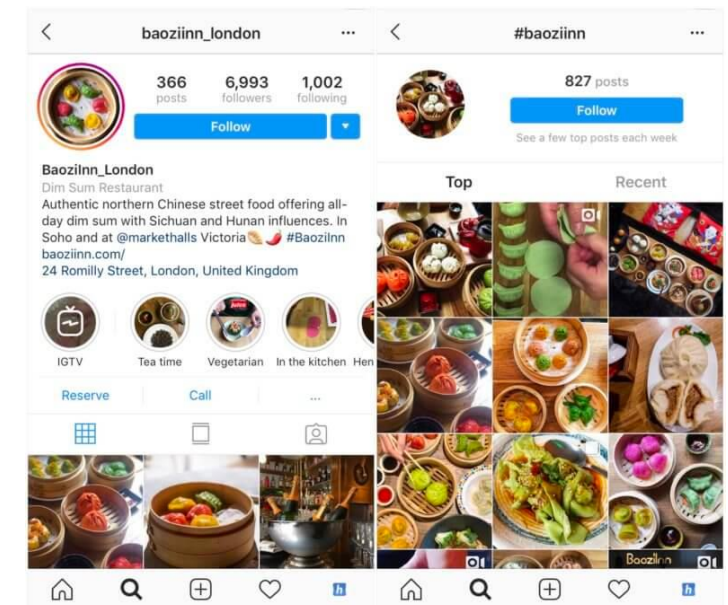 baoziinn_london
366
6,993
1,002
posts
followers
following
Follow
BaoziInn_London
Dim Sum Restaurant
Authentic northern Chinese street food offering all-
day dim sum with Sichuan and Hunan influences. In
Soho and at @markethalls Victoria🥟🌶️ #BaoziInn
baoziinn.com/
24 Romilly Street, London, United Kingdom
IGTV
Tea time
Vegetarian
In the kitchen
Hen
Reserve
Call
...
#baoziinn
827 posts
Follow
See a few top posts each week
Top
Recent
BaoziInn
h
h